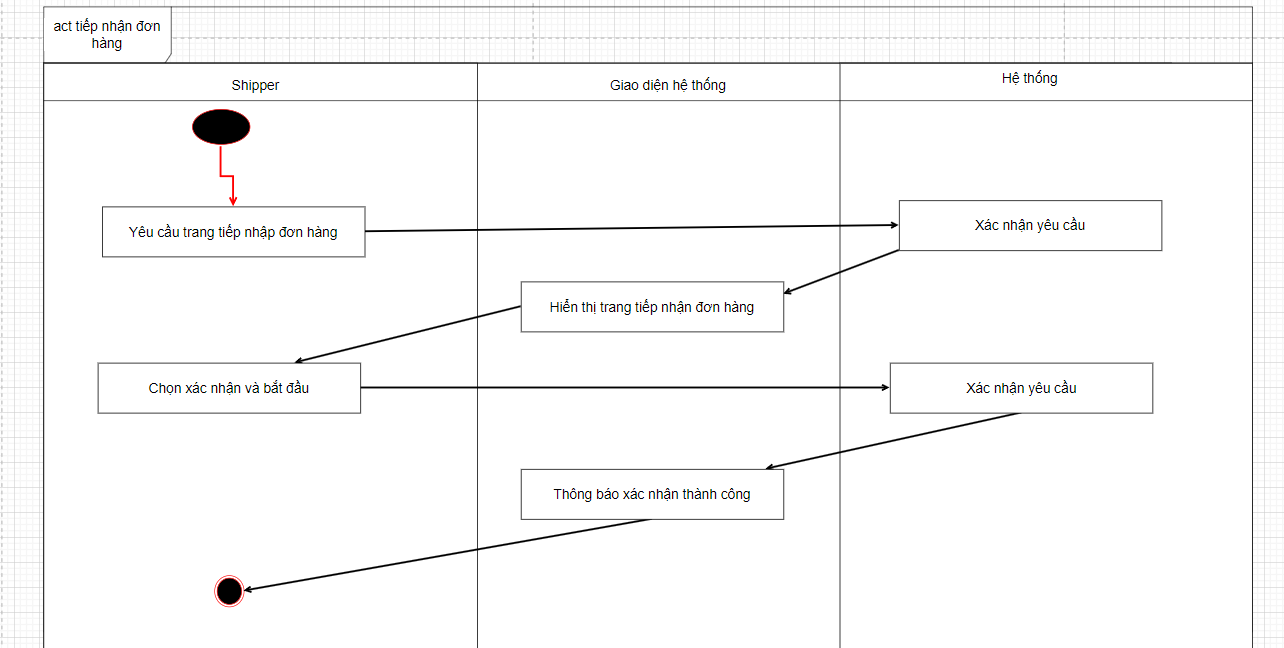 act tiếp nhận đơn
hàng
Shipper
Giao diện hệ thống
Hệ thống
Yêu cầu trang tiếp nhập đơn hàng
Xác nhận yêu cầu
Hiển thị trang tiếp nhận đơn hàng
Chọn xác nhận và bắt đầu
Xác nhận yêu cầu
Thông báo xác nhận thành công